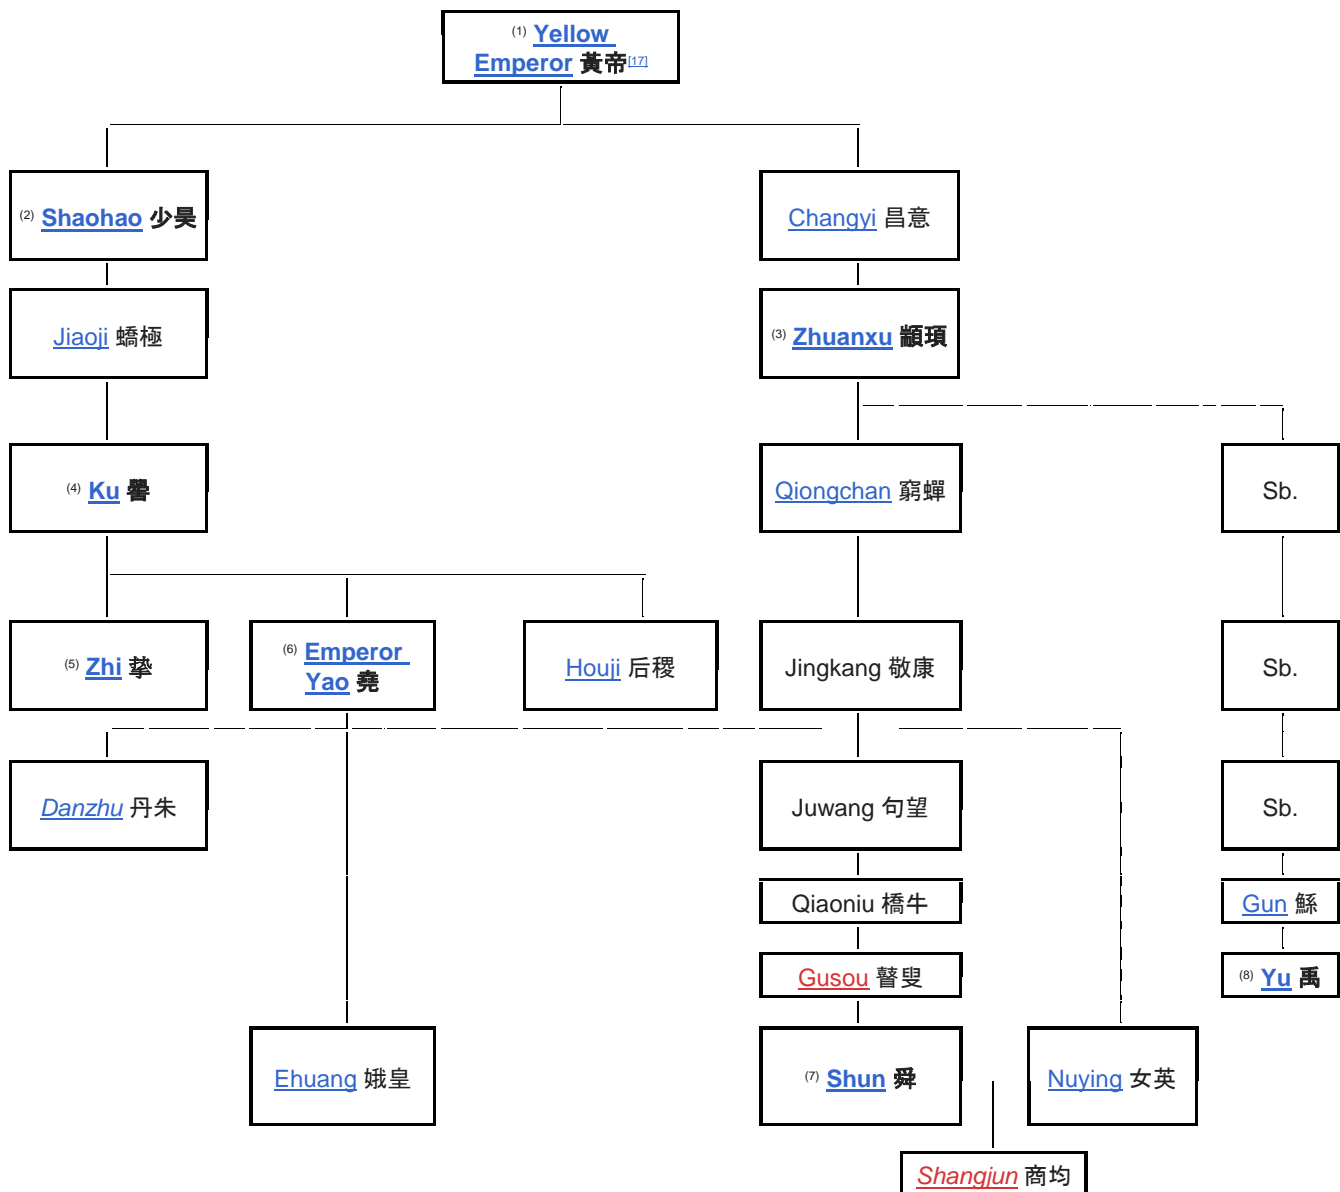 (1) Yellow
Emperor 黃帝[17]
(2) Shaohao 少昊
Changyi 昌意
Jiaoji 蟜極
(3) Zhuanxu 顓頊
(4) Ku 嚳
Qiongchan 窮蟬
Sb.
(5) Zhi 摯
(6) Emperor
Yao 堯
Houji 后稷
Jingkang 敬康
Sb.
Danzhu 丹朱
Juwang 句望
Sb.
Qiaoniu 橋牛
Gun 鯀
Gusou 瞽叟
(8) Yu 禹
Ehuang 娥皇
(7) Shun 舜
Nuying 女英
Shangjun 商均